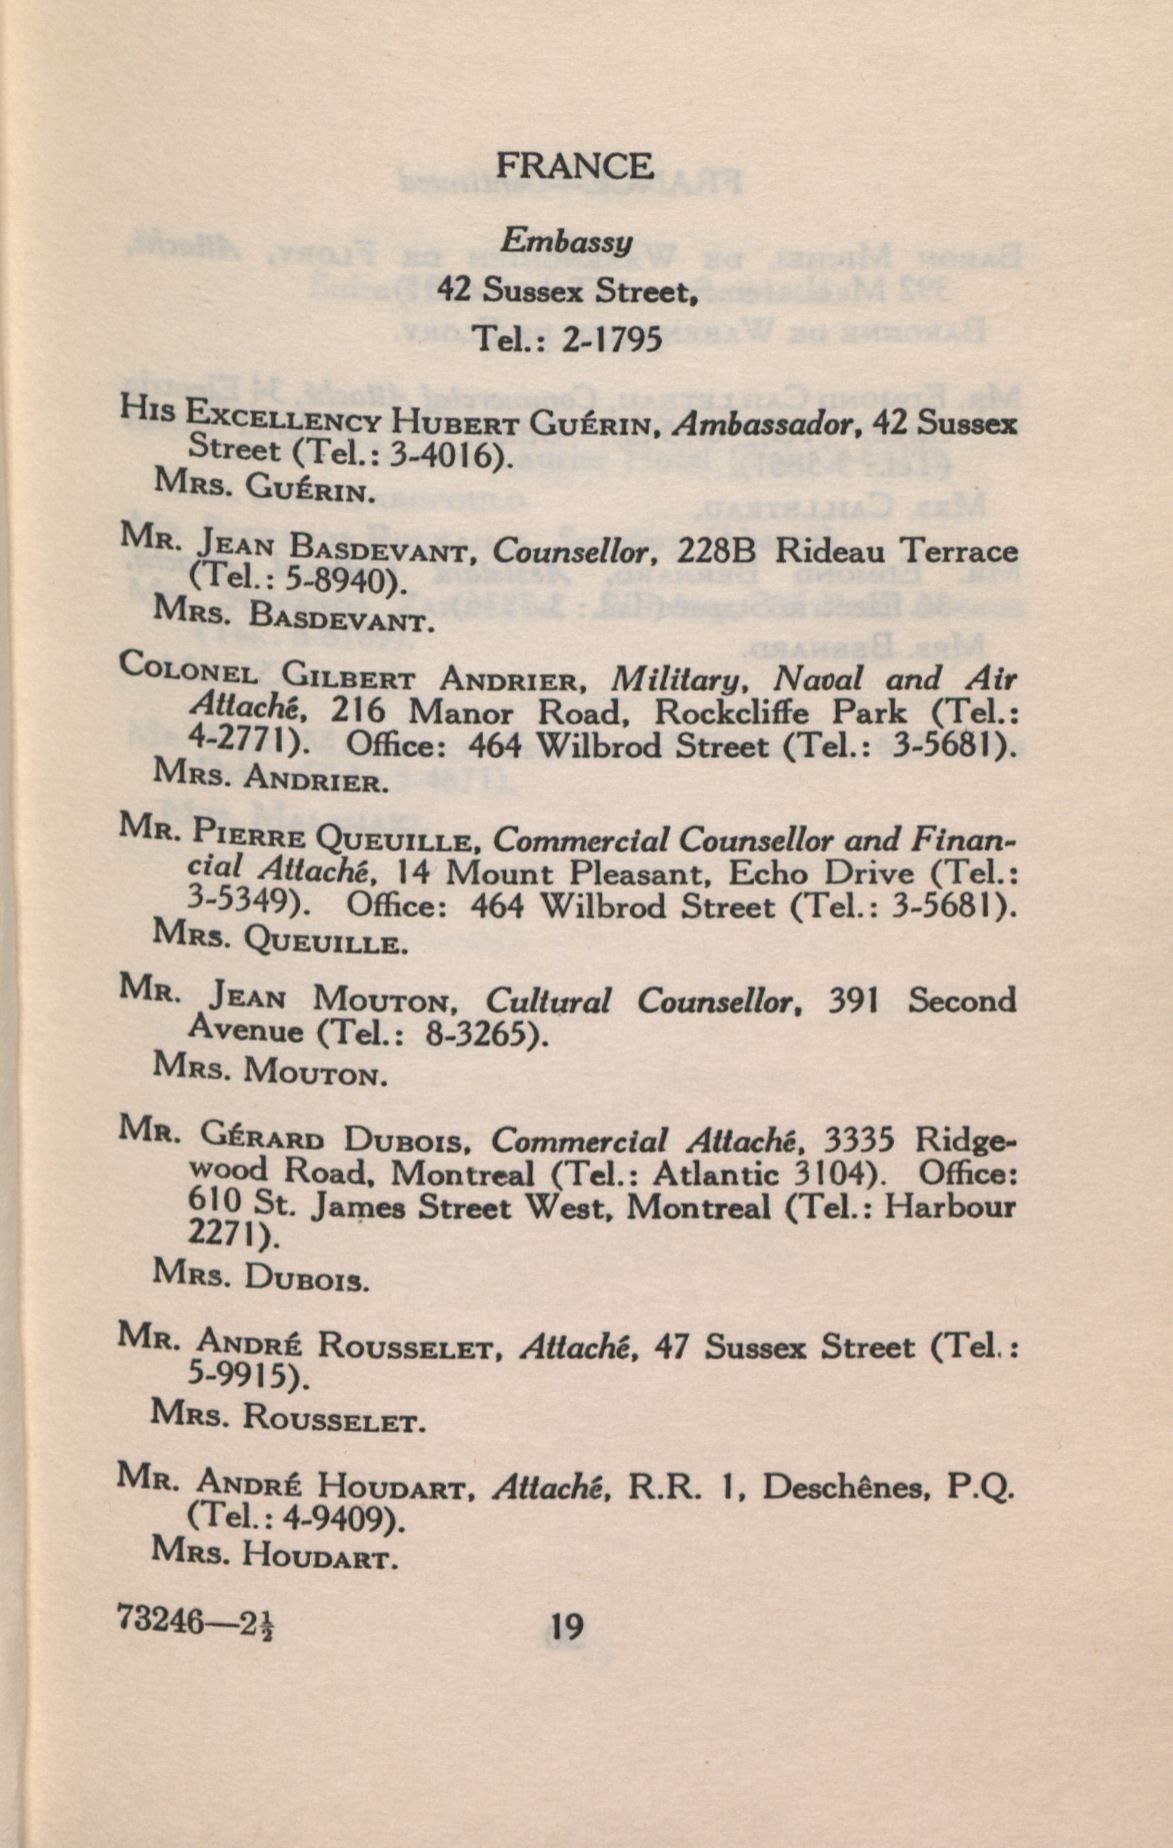 FRANCE
Embassy
42 Sussex Street,
Tel.: 2-1795
HIS EXCELLENCY HUBERT GUÉRIN, Ambassador, 42 Sussex
Street (Tel.: 3-4016).
MRS. GUÉRIN.
MR. JEAN BASDEVANT, Counsellor, 228B Rideau Terrace
(Tel.: 5-8940).
MRS. BASDEVANT.
COLONEL GILBERT ANDRIER, Military, Naval and Air
Attaché, 216 Manor Road, Rockcliffe Park (Tel.:
4-2771). Office: 464 Wilbrod Street (Tel.: 3-5681).
MRS. ANDRIER.
MR. PIERRE QUEUILLE, Commercial Counsellor and Finan-
cial Attaché, 14 Mount Pleasant, Echo Drive (Tel.:
3-5349). Office: 464 Wilbrod Street (Tel.: 3-5681).
MRS. QUEUILLE.
MR. JEAN MOUTON, Cultural Counsellor, 391 Second
Avenue (Tel.: 8-3265).
MRS. MOUTON.
MR. GÉRARD DUBOIS, Commercial Attaché, 3335 Ridge-
wood Road, Montreal (Tel.: Atlantic 3104). Office:
610 St. James Street West, Montreal (Tel.: Harbour
2271).
MRS. DUBOIS.
MR. ANDRÉ ROUSSELET, Attaché, 47 Sussex Street (Tel.:
5-9915).
MRS. ROUSSELET.
MR. ANDRÉ HOUDART, Attaché, R.R. 1, Deschênes, P.Q.
(Tel.: 4-9409).
MRS. HOUDART.
73246—2½
19